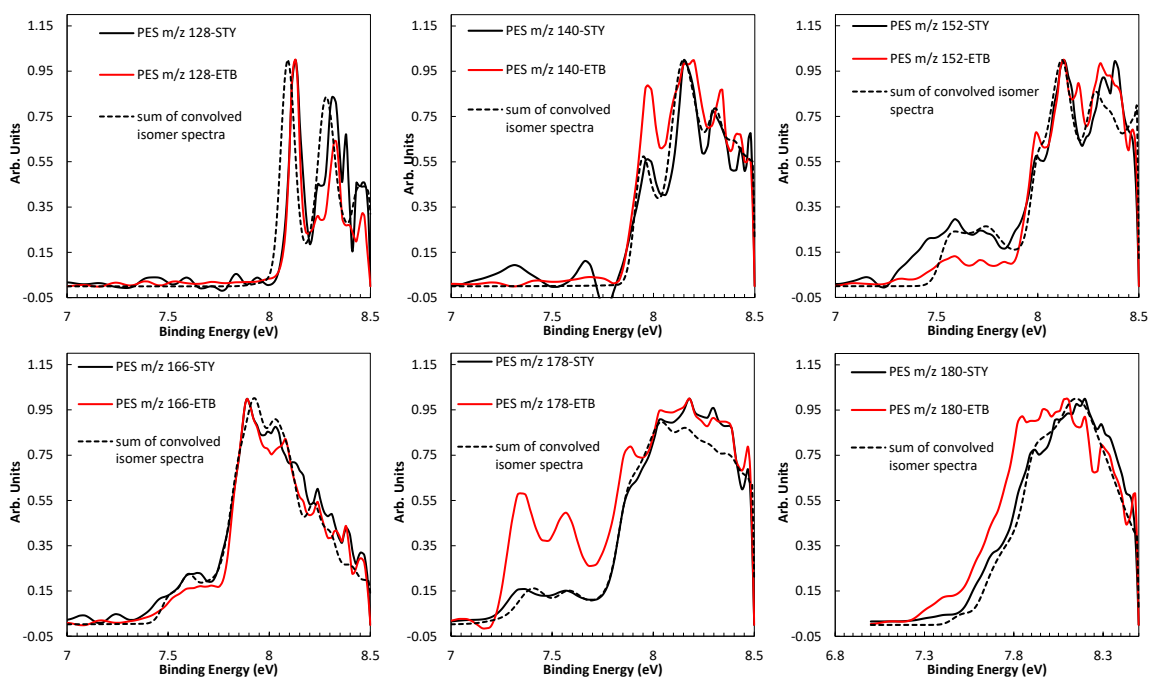 1.15
0.95
0.75
0.55
0.35
0.15
-0.05
Arb. Units
PES m/z 128-STY
PES m/z 128-ETB
sum of convolved
isomer spectra
7
7.5
8
8.5
Binding Energy (eV)
1.15
0.95
0.75
0.55
0.35
0.15
-0.05
Arb. Units
PES m/z 140-STY
PES m/z 140-ETB
sum of convolved
isomer spectra
7
7.5
8
8.5
Binding Energy (eV)
1.15
0.95
0.75
0.55
0.35
0.15
-0.05
Arb. Units
PES m/z 152-STY
PES m/z 152-ETB
sum of convolved isomer
spectra
7
7.5
8
8.5
Binding Energy (eV)
1.15
0.95
0.75
0.55
0.35
0.15
-0.05
Arb. Units
PES m/z 166-STY
PES m/z 166-ETB
sum of convolved
isomer spectra
7
7.5
8
8.5
Binding Energy (eV)
1.15
0.95
0.75
0.55
0.35
0.15
-0.05
Arb. Units
PES m/z 178-STY
PES m/z 178-ETB
sum of convolved
isomer spectra
7
7.5
8
8.5
Binding Energy (eV)
1.15
0.95
0.75
0.55
0.35
0.15
-0.05
Arb. Units
PES m/z 180-STY
PES m/z 180-ETB
sum of convolved
isomer spectra
6.8
7.3
7.8
8.3
Binding Energy (eV)